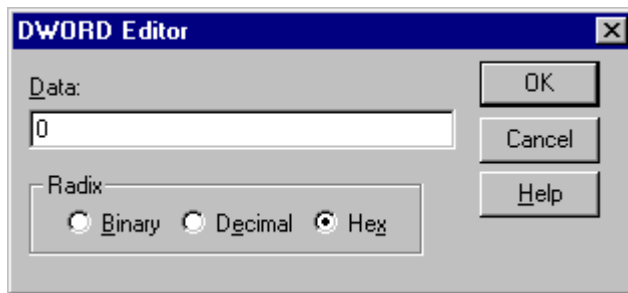 DWORD Editor
Data:
0
OK
Cancel
Help
Radix
Binary Decimal Hex